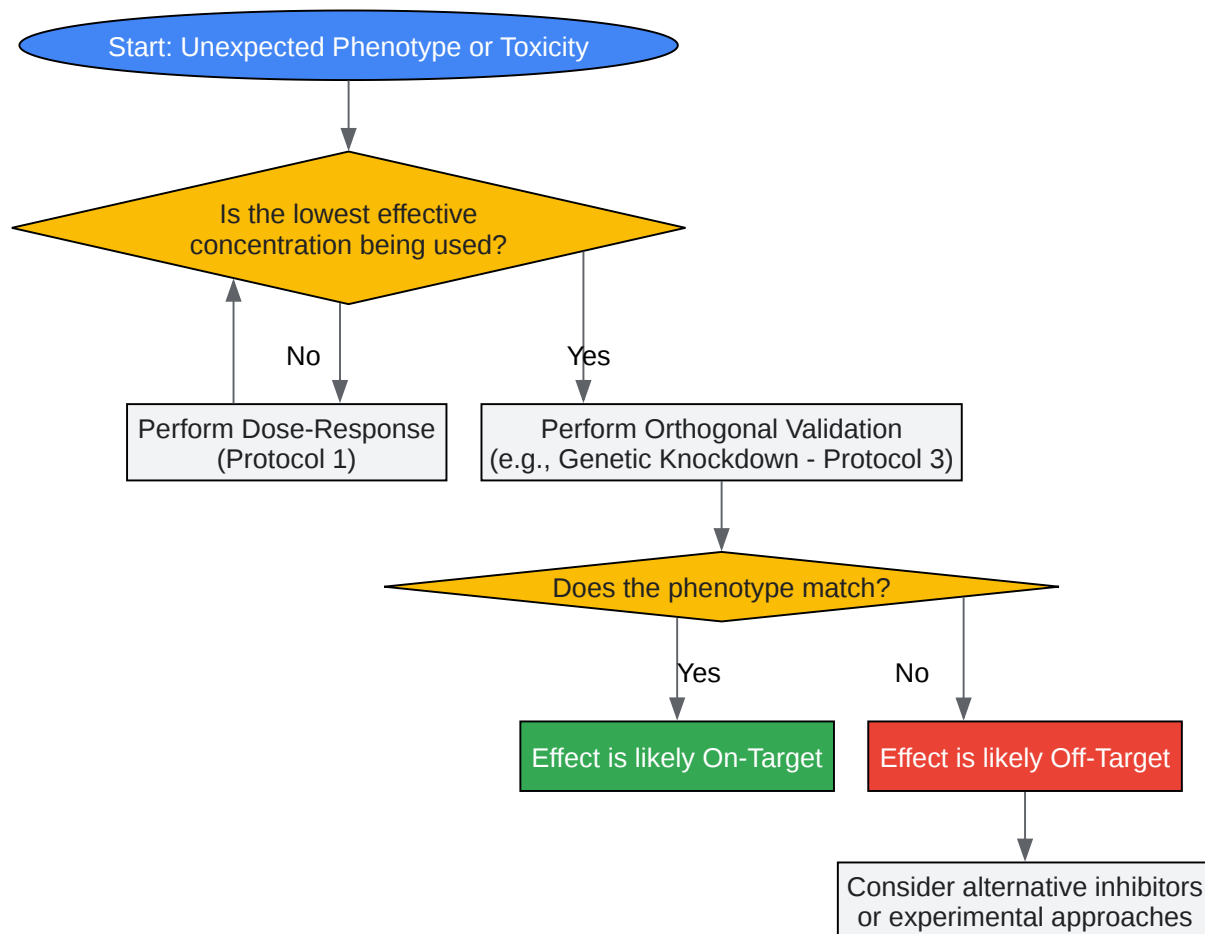 Start: Unexpected Phenotype or Toxicity
Is the lowest effective
concentration being used?
No
Yes
Perform Dose-Response
(Protocol 1)
Perform Orthogonal Validation
(e.g., Genetic Knockdown - Protocol 3)
Does the phenotype match?
Yes
No
Effect is likely On-Target
Effect is likely Off-Target
Consider alternative inhibitors
or experimental approaches